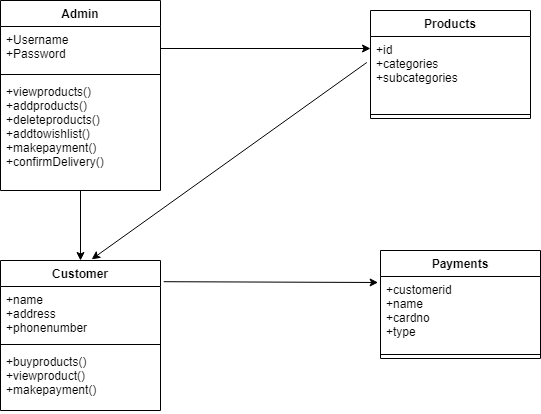 Admin
+Username
+Password
+viewproducts()
+addproducts()
+deleteproducts()
+addtowishlist()
+makepayment()
+confirmDelivery()
Products
+id
+categories
+subcategories
Customer
+name
+address
+phonenumber
+buyproducts()
+viewproduct()
+makepayment()
Payments
+customerid
+name
+cardno
+type